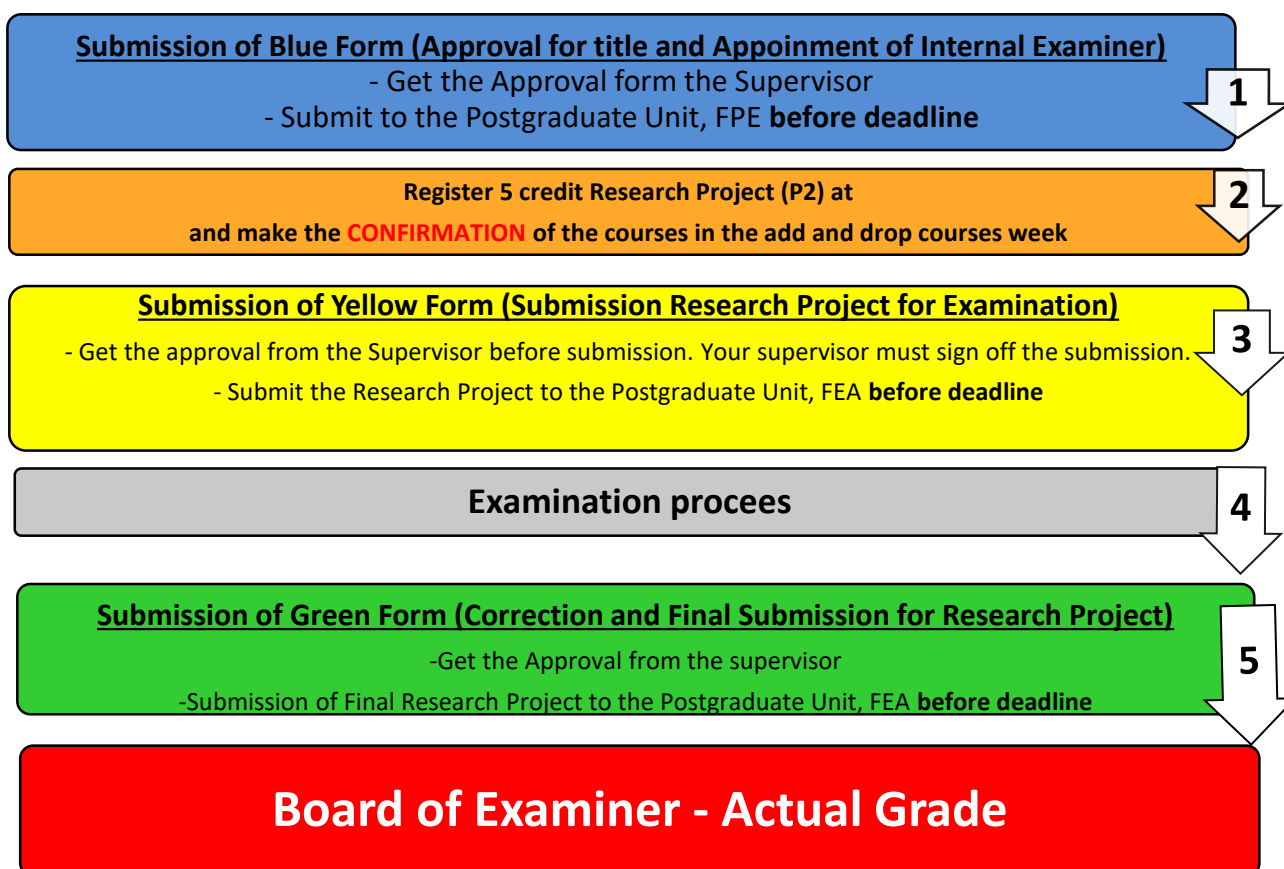 Submission of Blue Form (Approval for title and Appoinment of Internal Examiner)
- Get the Approval form the Supervisor
- Submit to the Postgraduate Unit, FPE before deadline
1
Register 5 credit Research Project (P2) at
and make the CONFIRMATION of the courses in the add and drop courses week
2
Submission of Yellow Form (Submission Research Project for Examination)
- Get the approval from the Supervisor before submission. Your supervisor must sign off the submission.
- Submit the Research Project to the Postgraduate Unit, FEA before deadline
3
Examination procees
4
Submission of Green Form (Correction and Final Submission for Research Project)
-Get the Approval from the supervisor
-Submission of Final Research Project to the Postgraduate Unit, FEA before deadline
5
Board of Examiner - Actual Grade